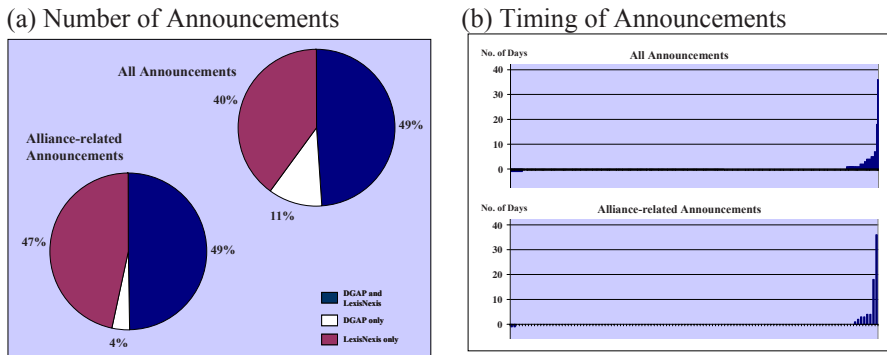 (a) Number of Announcements
All Announcements
40%
49%
11%
Alliance-related
Announcements
47%
49%
4%
DGAP and
LexisNexis
DGAP only
LexisNexis only
(b) Timing of Announcements
No. of Days
All Announcements
40
30
20
10
0
No. of Days
Alliance-related Announcements
40
30
20
10
0